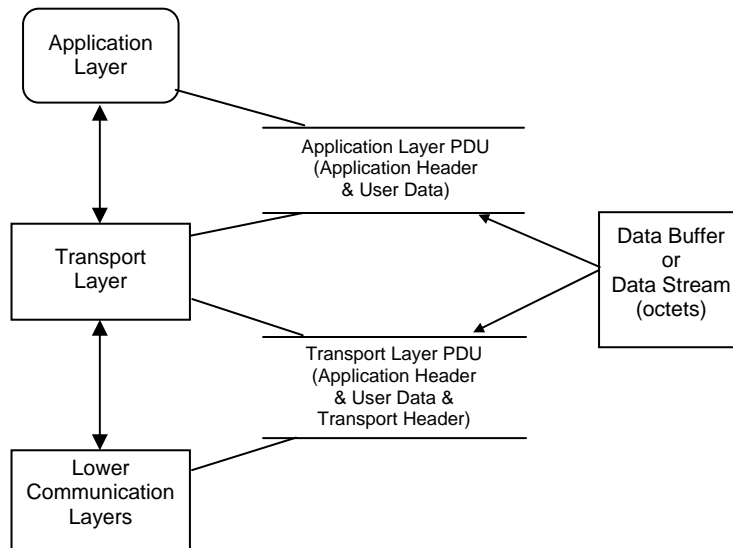 Application
Layer
Application Layer PDU
(Application Header
& User Data)
Transport
Layer
Data Buffer
or
Data Stream
(octets)
Transport Layer PDU
(Application Header
& User Data &
Transport Header)
Lower
Communication
Layers